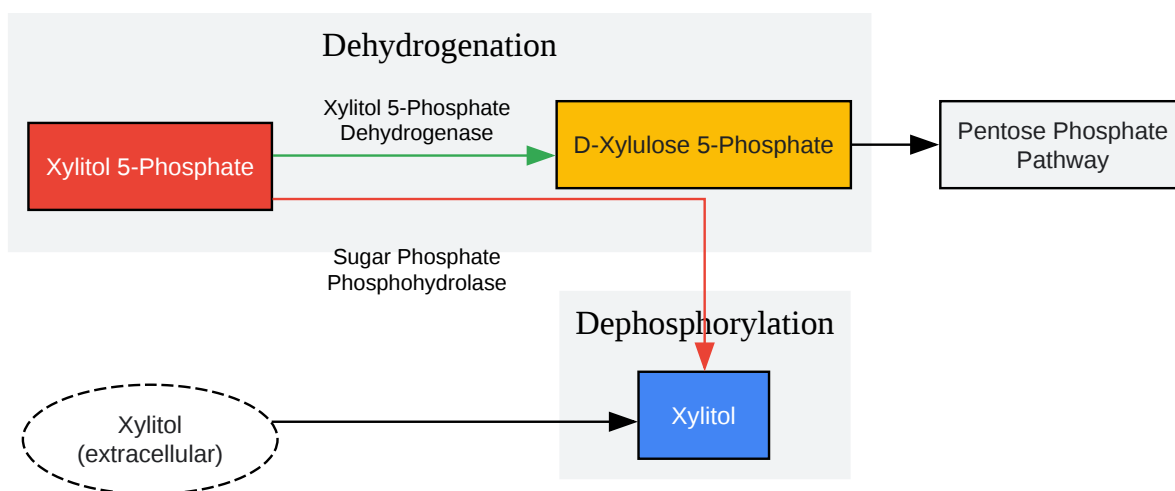 Dehydrogenation
Xylitol 5-Phosphate
Dehydrogenase
Xylitol 5-Phosphate
D-Xylulose 5-Phosphate
Pentose Phosphate
Pathway
Sugar Phosphate
Phosphohydrolase
Dephosphorylation
Xylitol
Xylitol
(extracellular)